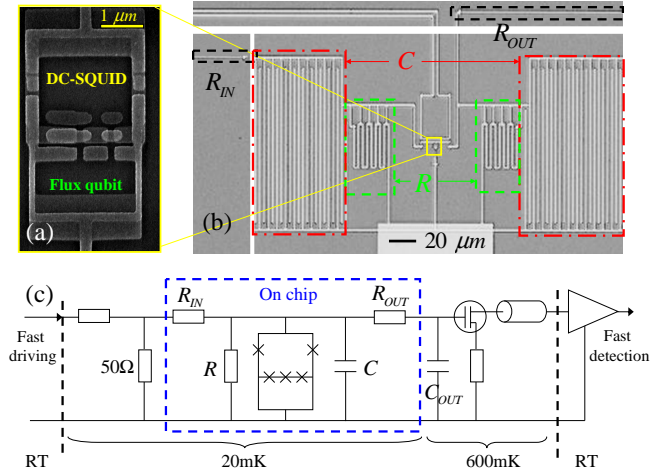 (a)
1 μm
DC-SQUID
Flux qubit
(b)
R_IN
C
R_OUT
R
20 μm
(c)
On chip
R_IN
R_OUT
Fast
driving
50Ω
R
C
C_OUT
Fast
detection
RT
20mK
600mK
RT